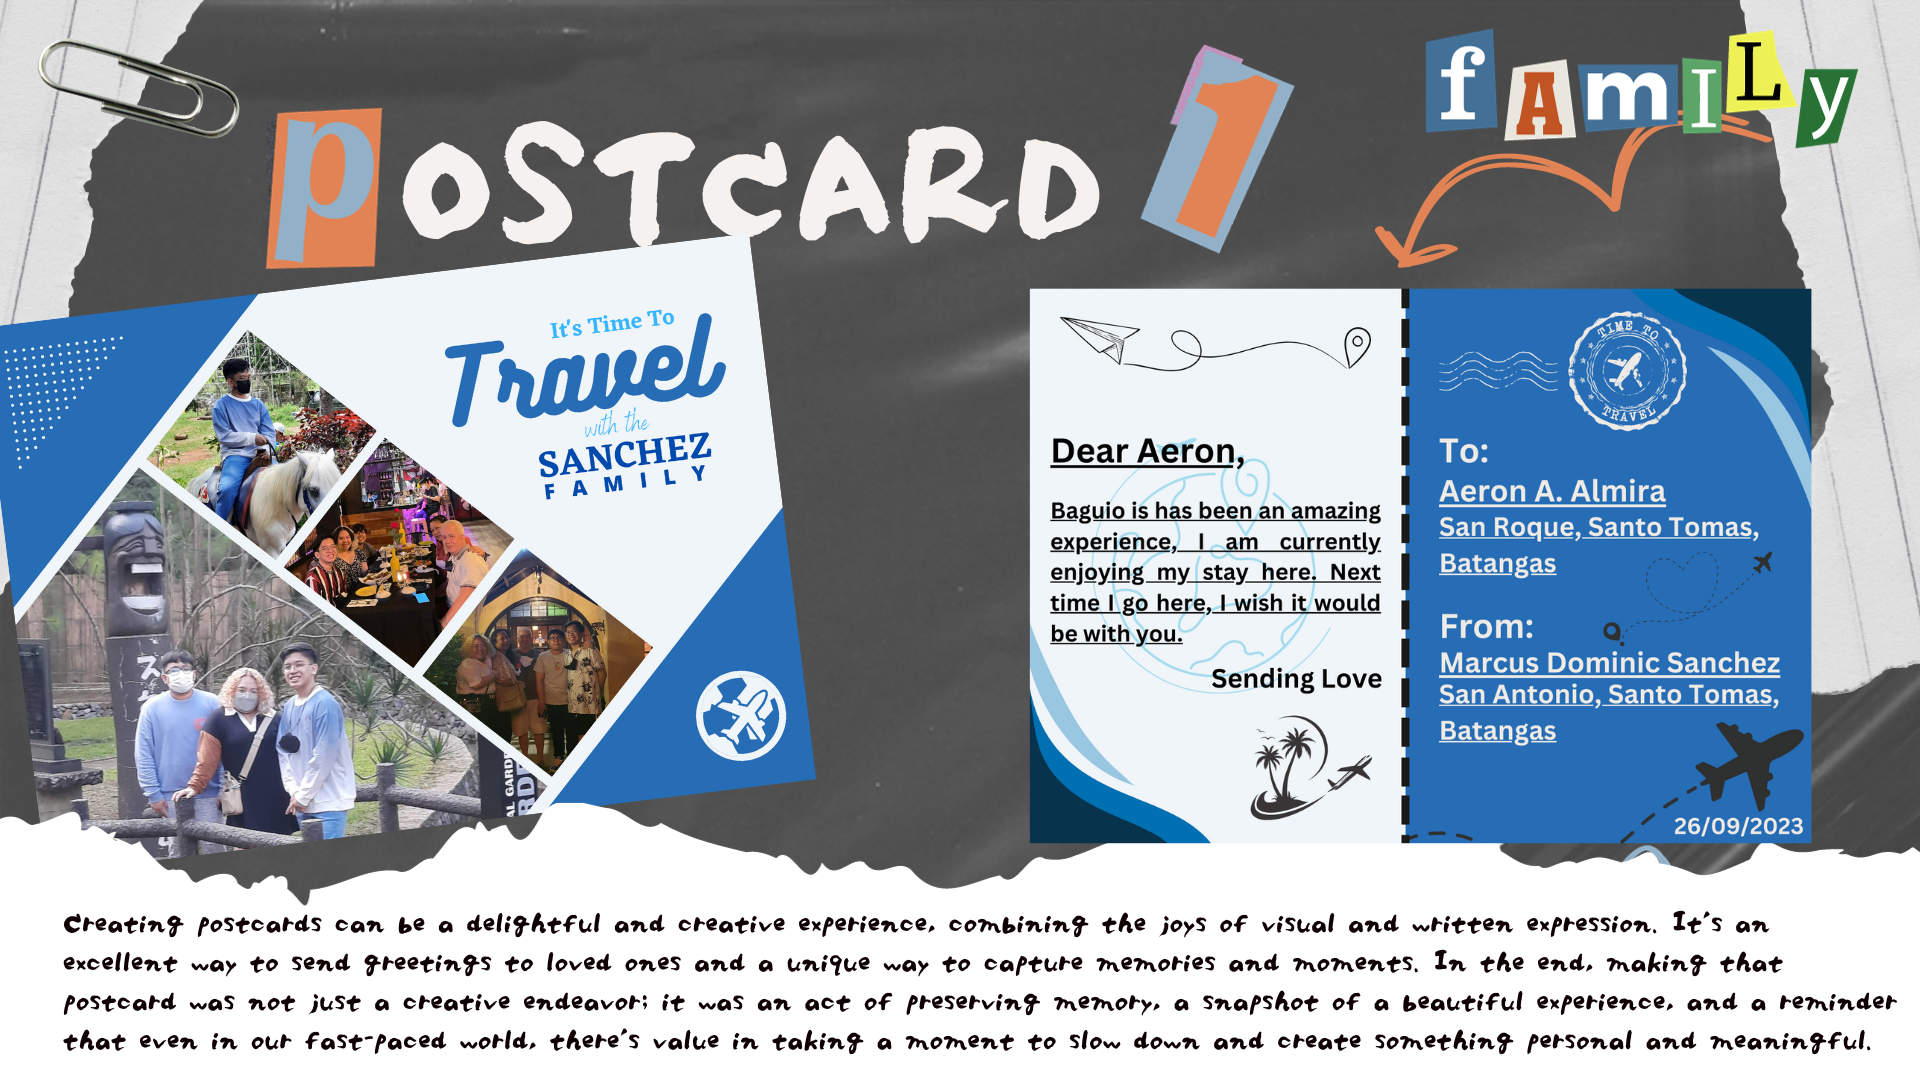 POSTCARD 1
fAmILy
It's Time To
Travel
with the
SANCHEZ
FAMILY
TIME TO
TRAVEL
Dear Aeron,
Baguio is has been an amazing
experience, I am currently
enjoying my stay here. Next
time I go here, I wish it would
be with you.
Sending Love
To:
Aeron A. Almira
San Roque, Santo Tomas,
Batangas
From:
Marcus Dominic Sanchez
San Antonio, Santo Tomas,
Batangas
26/09/2023
Creating postcards can be a delightful and creative experience, combining the joys of visual and written expression. It's an
excellent way to send greetings to loved ones and a unique way to capture memories and moments. In the end, making that
postcard was not just a creative endeavor; it was an act of preserving memory, a snapshot of a beautiful experience, and a reminder
that even in our fast-paced world, there's value in taking a moment to slow down and create something personal and meaningful.